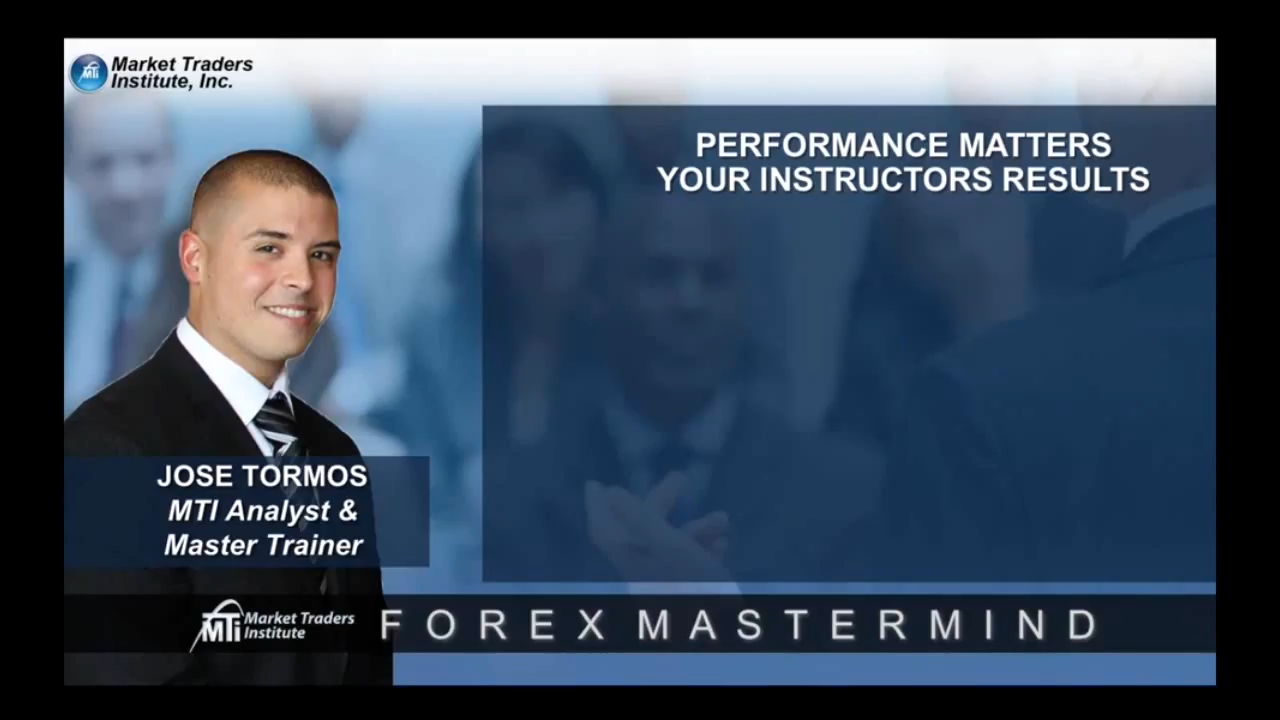 Market Traders
Institute, Inc.
MTi
PERFORMANCE MATTERS
YOUR INSTRUCTORS RESULTS
JOSE TORMOS
MTI Analyst &
Master Trainer
MTi
Market Traders
Institute
FOREX MASTERMIND